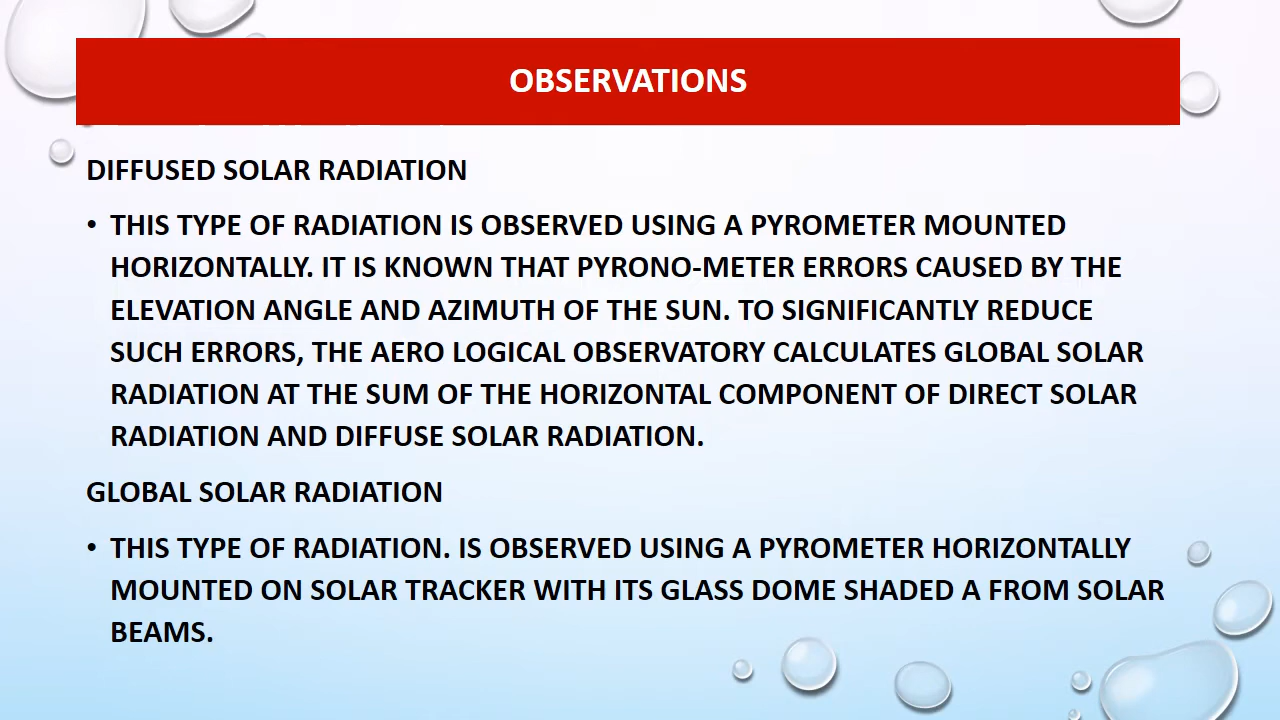 OBSERVATIONS
DIFFUSED SOLAR RADIATION
• THIS TYPE OF RADIATION IS OBSERVED USING A PYROMETER MOUNTED
HORIZONTALLY. IT IS KNOWN THAT PYRONO-METER ERRORS CAUSED BY THE
ELEVATION ANGLE AND AZIMUTH OF THE SUN. TO SIGNIFICANTLY REDUCE
SUCH ERRORS, THE AERO LOGICAL OBSERVATORY CALCULATES GLOBAL SOLAR
RADIATION AT THE SUM OF THE HORIZONTAL COMPONENT OF DIRECT SOLAR
RADIATION AND DIFFUSE SOLAR RADIATION.
GLOBAL SOLAR RADIATION
• THIS TYPE OF RADIATION. IS OBSERVED USING A PYROMETER HORIZONTALLY
MOUNTED ON SOLAR TRACKER WITH ITS GLASS DOME SHADED A FROM SOLAR
BEAMS.